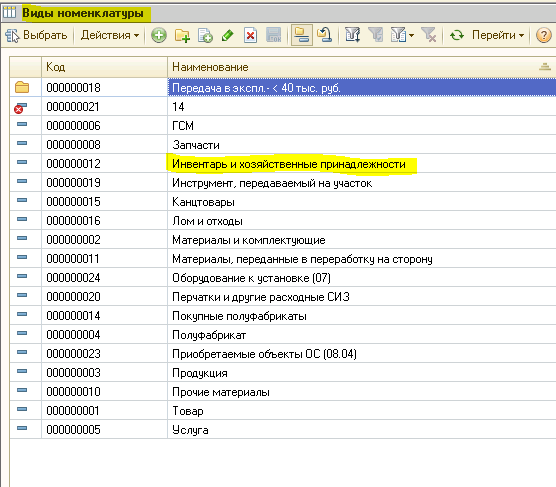 Виды номенклатуры
Выбрать Действия Перейти
Код Наименование
000000018 Передача в экспл.- < 40 тыс. руб.
000000021 14
000000006 ГСМ
000000008 Запчасти
000000012 Инвентарь и хозяйственные принадлежности
000000019 Инструмент, передаваемый на участок
000000015 Канцтовары
000000016 Лом и отходы
000000002 Материалы и комплектующие
000000011 Материалы, переданные в переработку на сторону
000000024 Оборудование к установке (07)
000000020 Перчатки и другие расходные СИЗ
000000014 Покупные полуфабрикаты
000000004 Полуфабрикат
000000023 Приобретаемые объекты ОС (08.04)
000000003 Продукция
000000010 Прочие материалы
000000001 Товар
000000005 Услуга